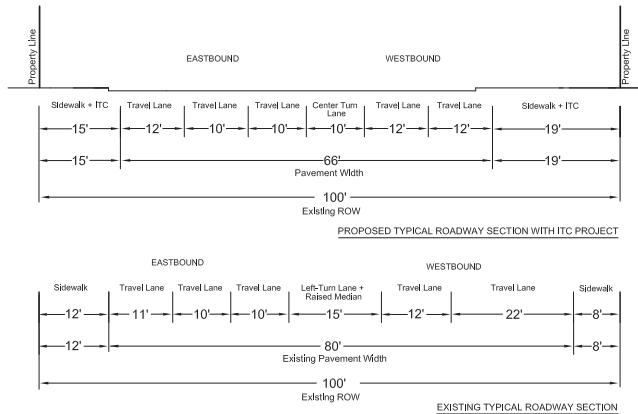 Property Line
Property Line
EASTBOUND
WESTBOUND
Sidewalk + ITC
Travel Lane
Travel Lane
Travel Lane
Center Turn
Lane
Travel Lane
Travel Lane
Sidewalk + ITC
15'
12'
10'
10'
10'
12'
12'
19'
15'
66'
19'
Pavement Width
100'
Existing ROW
PROPOSED TYPICAL ROADWAY SECTION WITH ITC PROJECT
EASTBOUND
WESTBOUND
Sidewalk
Travel Lane
Travel Lane
Travel Lane
Left-Turn Lane +
Raised Median
Travel Lane
Travel Lane
Sidewalk
12'
11'
10'
10'
15'
12'
22'
8'
12'
80'
8'
Existing Pavement Width
100'
Existing ROW
EXISTING TYPICAL ROADWAY SECTION